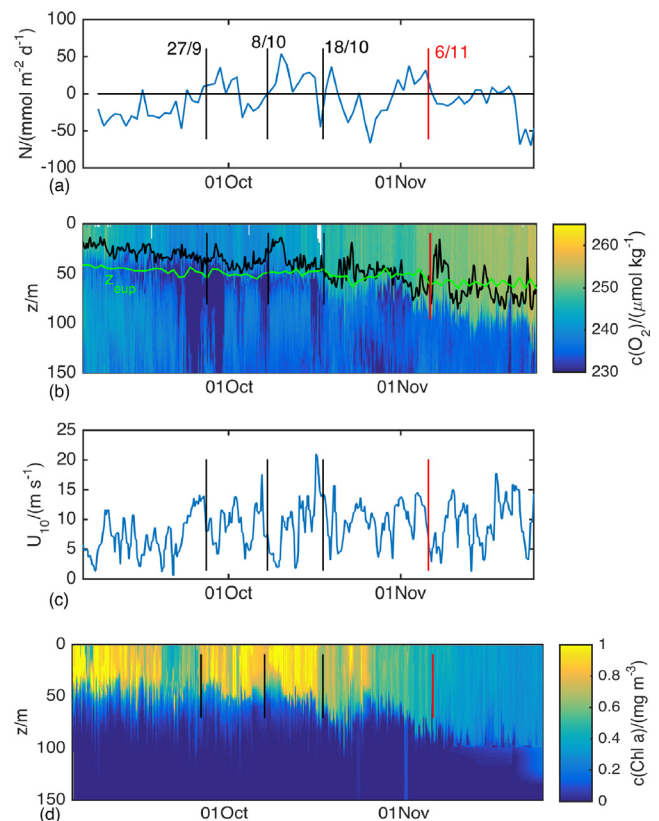 100
50
0
-50
-100
N/(mmol m⁻² d⁻¹)
27/9
8/10
18/10
6/11
01Oct
01Nov
(a)
0
50
100
150
z/m
z_eup
01Oct
01Nov
(b)
260
250
240
230
c(O₂)/(μmol kg⁻¹)
25
20
15
10
5
0
U₁₀/(m s⁻¹)
01Oct
01Nov
(c)
0
50
100
150
z/m
01Oct
01Nov
(d)
1
0.8
0.6
0.4
0.2
0
c(Chl a)/(mg m⁻³)